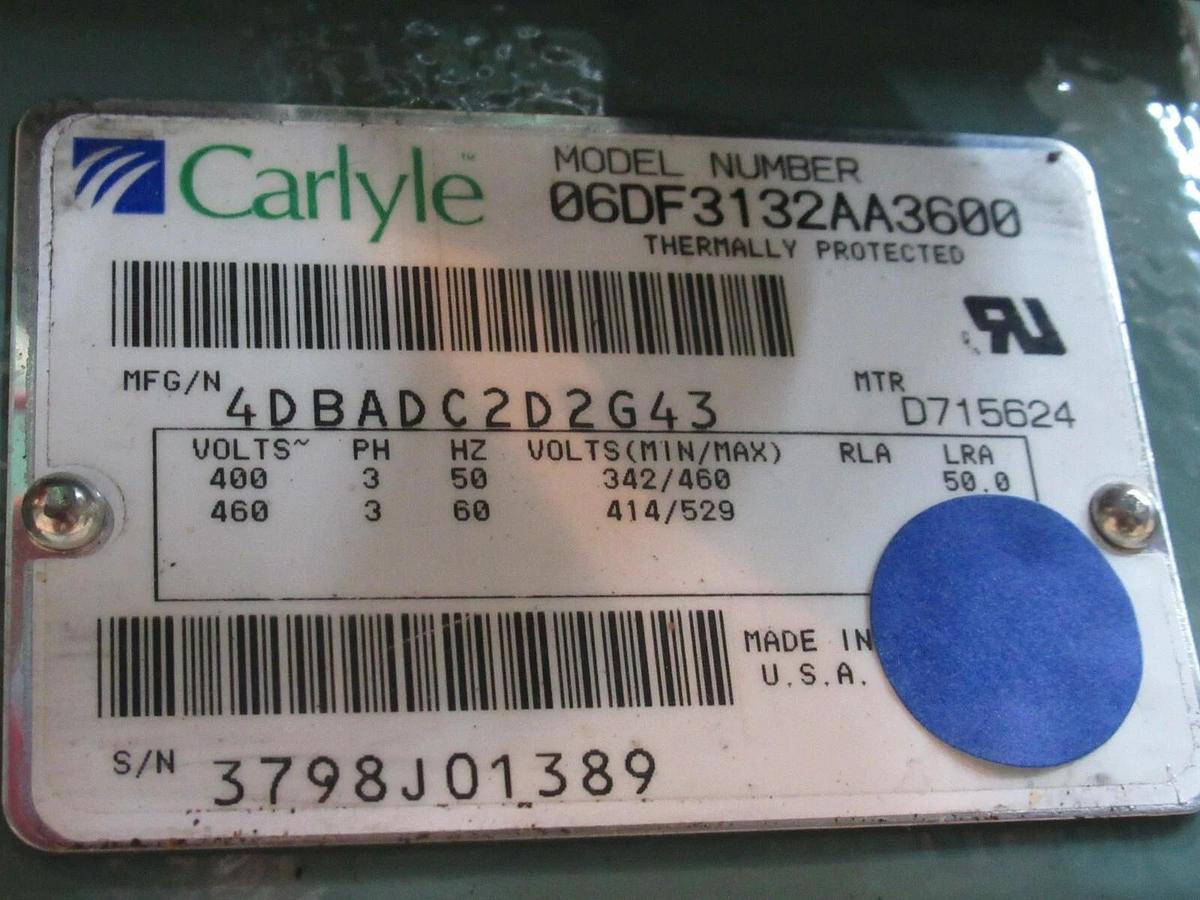 Carlyle™
MODEL NUMBER
06DF3132AA3600
THERMALLY PROTECTED
MFG/N 4DBADC2D2G43
MTR D715624
VOLTS~ PH HZ VOLTS(MIN/MAX) RLA LRA
400 3 50 342/460 50.0
460 3 60 414/529
MADE IN
U.S.A.
S/N 3798J01389